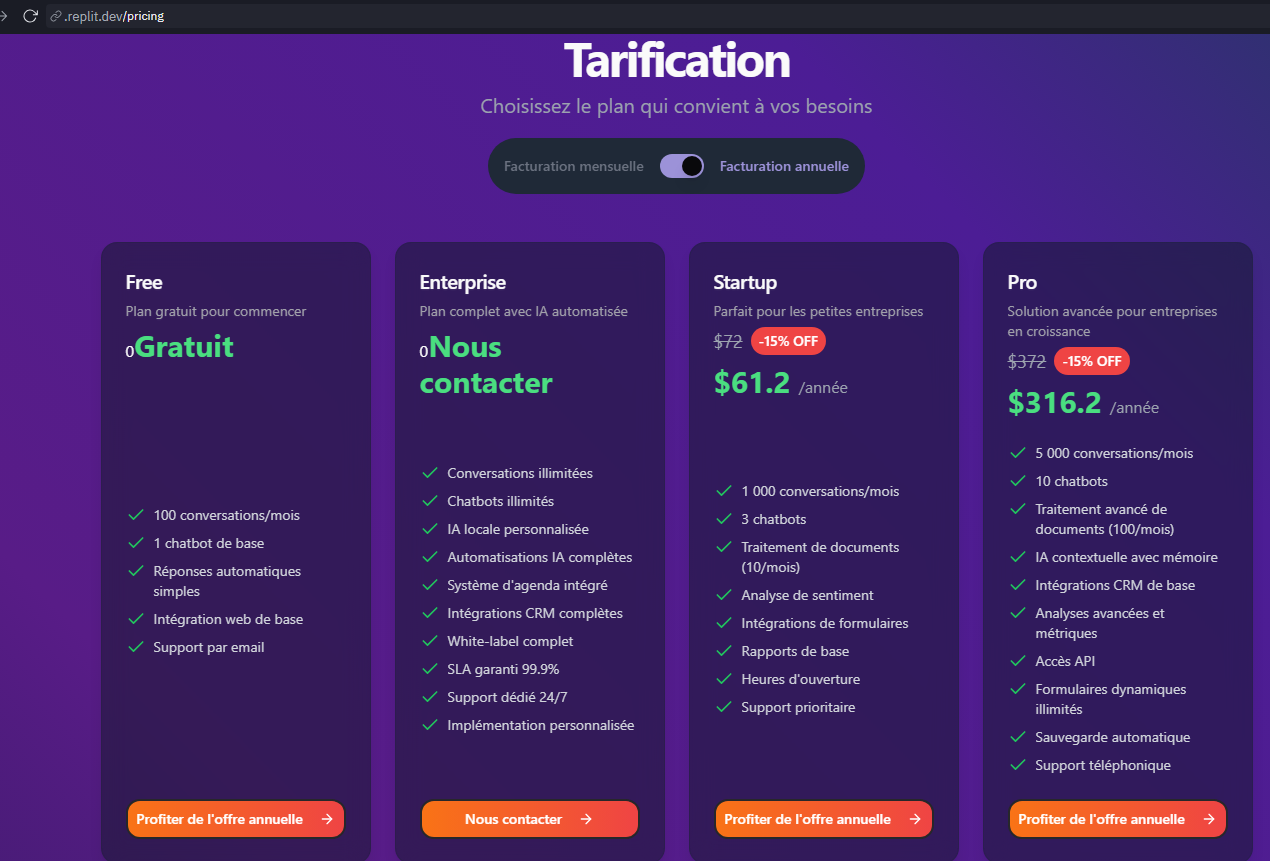 .replit.dev/pricing
Tarification
Choisissez le plan qui convient à vos besoins
Facturation mensuelle
Facturation annuelle
Free
Plan gratuit pour commencer
0Gratuit
100 conversations/mois
1 chatbot de base
Réponses automatiques
simples
Intégration web de base
Support par email
Profiter de l'offre annuelle
Enterprise
Plan complet avec IA automatisée
0Nous
contacter
Conversations illimitées
Chatbots illimités
IA locale personnalisée
Automatisations IA complètes
Système d'agenda intégré
Intégrations CRM complètes
White-label complet
SLA garanti 99.9%
Support dédié 24/7
Implémentation personnalisée
Nous contacter
Startup
Parfait pour les petites entreprises
$72 -15% OFF
$61.2 /année
1 000 conversations/mois
3 chatbots
Traitement de documents
(10/mois)
Analyse de sentiment
Intégrations de formulaires
Rapports de base
Heures d'ouverture
Support prioritaire
Profiter de l'offre annuelle
Pro
Solution avancée pour entreprises
en croissance
$372 -15% OFF
$316.2 /année
5 000 conversations/mois
10 chatbots
Traitement avancé de
documents (100/mois)
IA contextuelle avec mémoire
Intégrations CRM de base
Analyses avancées et
métriques
Accès API
Formulaires dynamiques
illimités
Sauvegarde automatique
Support téléphonique
Profiter de l'offre annuelle